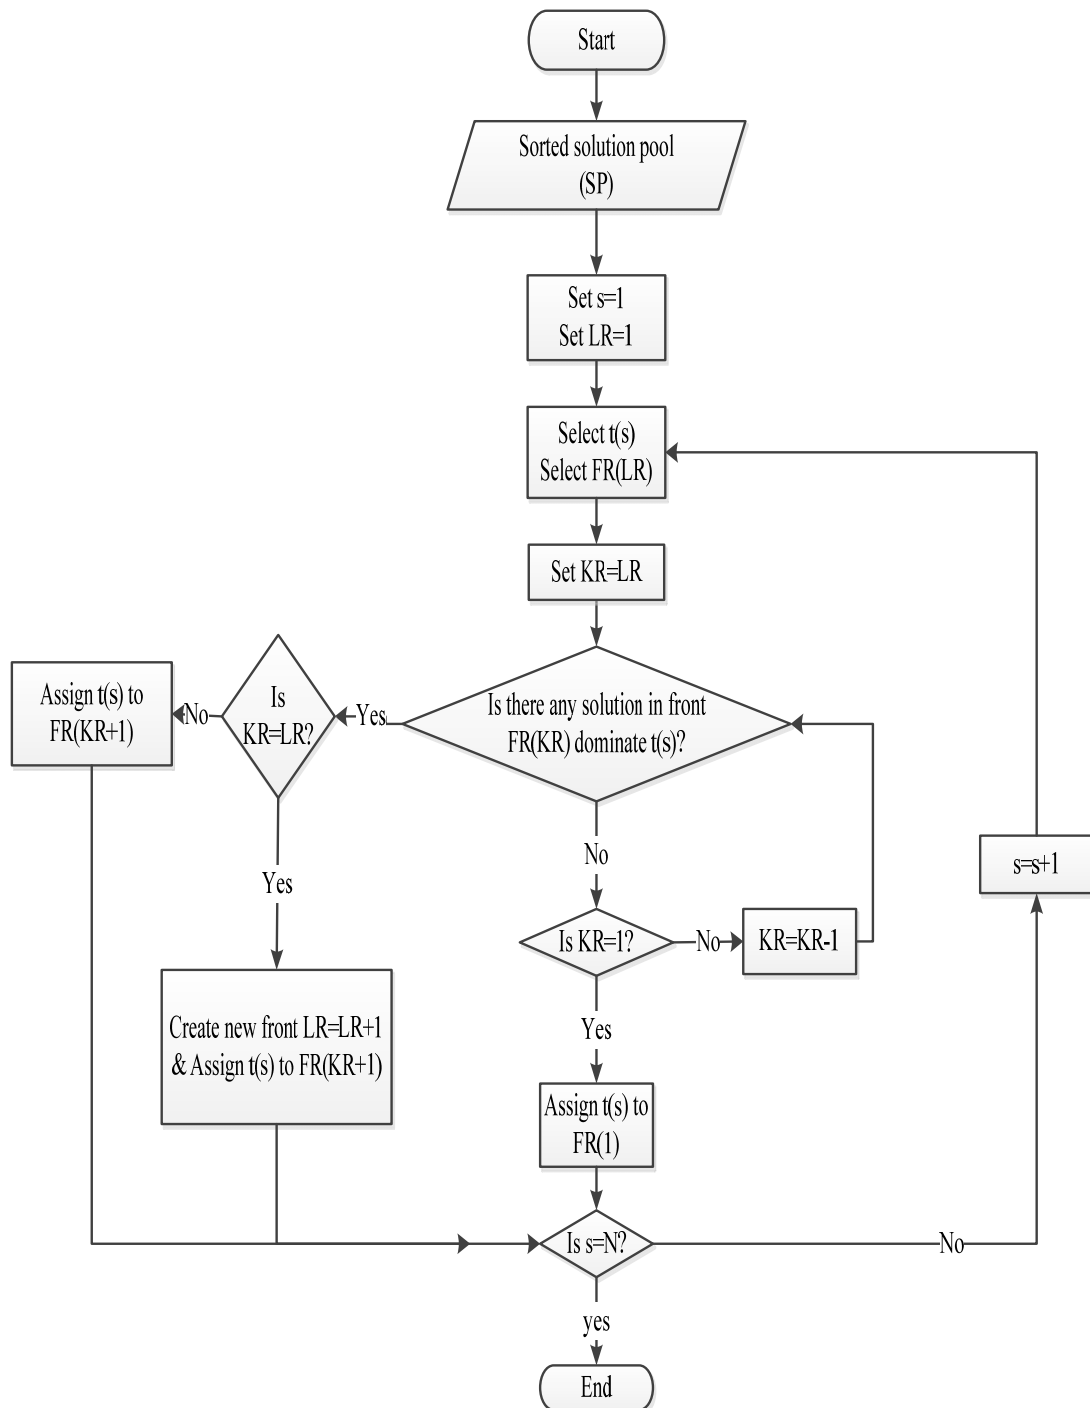 Start
Sorted solution pool
(SP)
Set s=1
Set LR=1
Select t(s)
Select FR(LR)
Set KR=LR
Is there any solution in front
FR(KR) dominate t(s)?
Yes
Is
KR=LR?
No
Assign t(s) to
FR(KR+1)
Yes
Create new front LR=LR+1
& Assign t(s) to FR(KR+1)
No
Is KR=1?
No
KR=KR-1
Yes
Assign t(s) to
FR(1)
Is s=N?
No
s=s+1
yes
End